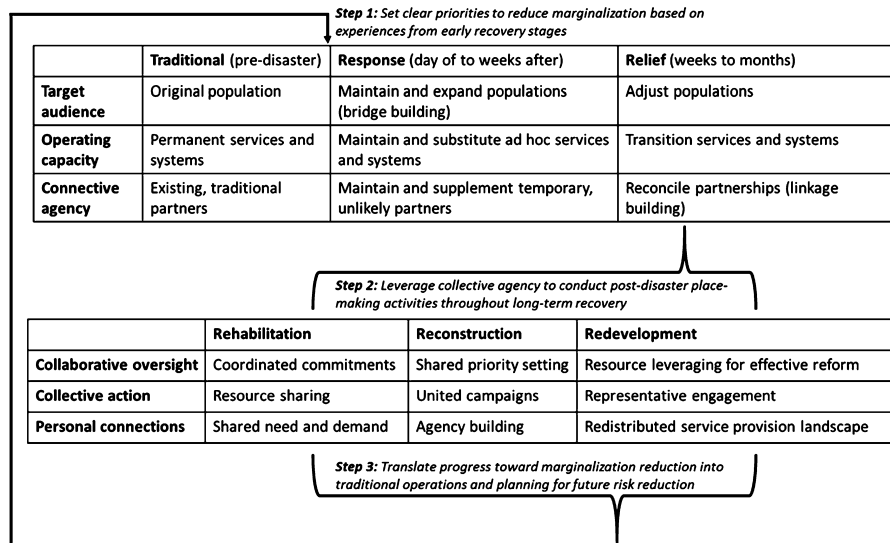 Step 1: Set clear priorities to reduce marginalization based on
experiences from early recovery stages
Traditional (pre-disaster) Response (day of to weeks after) Relief (weeks to months)
Target audience Original population Maintain and expand populations (bridge building) Adjust populations
Operating capacity Permanent services and systems Maintain and substitute ad hoc services and systems Transition services and systems
Connective agency Existing, traditional partners Maintain and supplement temporary, unlikely partners Reconcile partnerships (linkage building)
Step 2: Leverage collective agency to conduct post-disaster place-
making activities throughout long-term recovery
Rehabilitation Reconstruction Redevelopment
Collaborative oversight Coordinated commitments Shared priority setting Resource leveraging for effective reform
Collective action Resource sharing United campaigns Representative engagement
Personal connections Shared need and demand Agency building Redistributed service provision landscape
Step 3: Translate progress toward marginalization reduction into
traditional operations and planning for future risk reduction